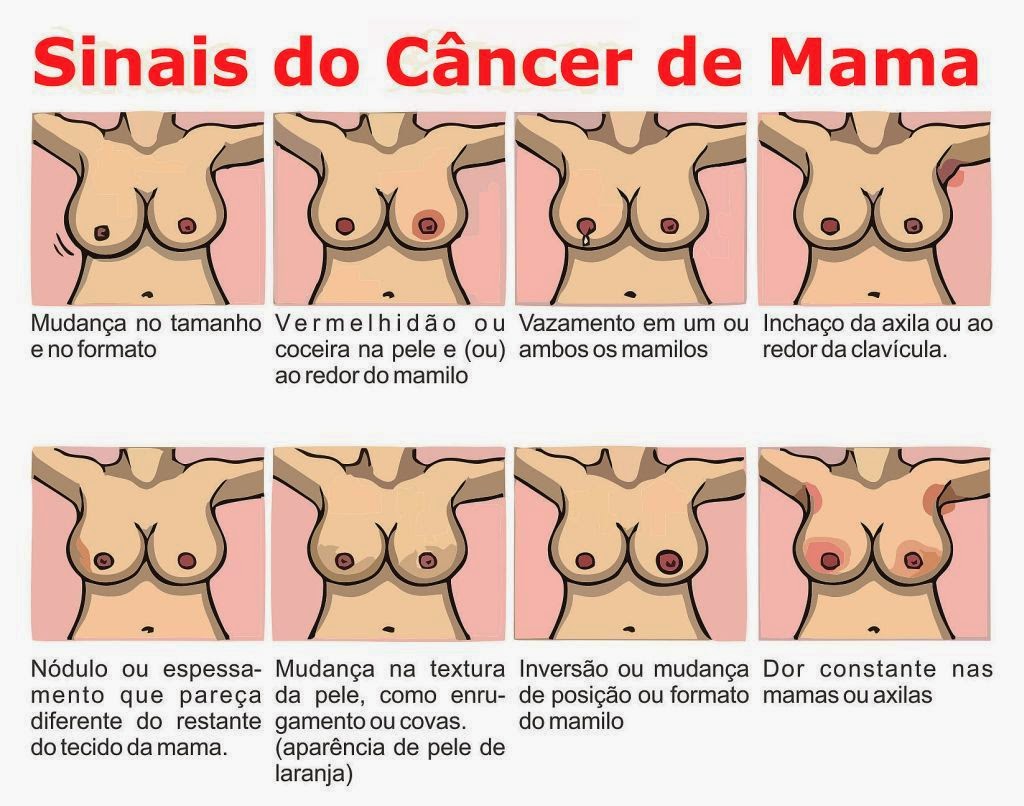 Sinais do Câncer de Mama
Mudança no tamanho
e no formato
Vermelhidão ou
coceira na pele e (ou)
ao redor do mamilo
Vazamento em um ou
ambos os mamilos
Inchaço da axila ou ao
redor da clavícula.
Nódulo ou espessa-
mento que pareça
diferente do restante
do tecido da mama.
Mudança na textura
da pele, como enru-
gamento ou covas.
(aparência de pele de
laranja)
Inversão ou mudança
de posição ou formato
do mamilo
Dor constante nas
mamas ou axilas